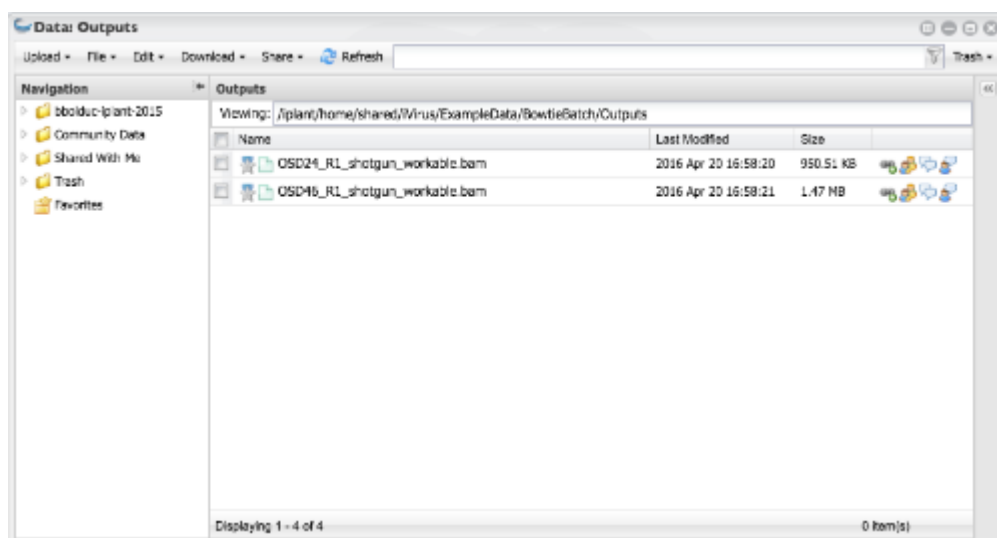 Data: Outputs
Upload File Edit Download Share Refresh Trash
Navigation
Outputs
bbolduc-iplant-2015
Viewing: /iplant/home/shared/iVirus/ExampleData/BowtieBatch/Outputs
Community Data
Name Last Modified Size
Shared With Me
OSD24_R1_shotgun_workable.bam 2016 Apr 20 16:58:20 950.51 KB
Trash
OSD46_R1_shotgun_workable.bam 2016 Apr 20 16:58:21 1.47 MB
Favorites
Displaying 1 - 4 of 4 0 item(s)